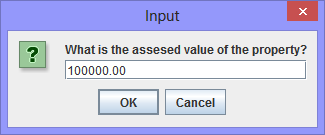 Input
What is the assesed value of the property?
100000.00
OK Cancel